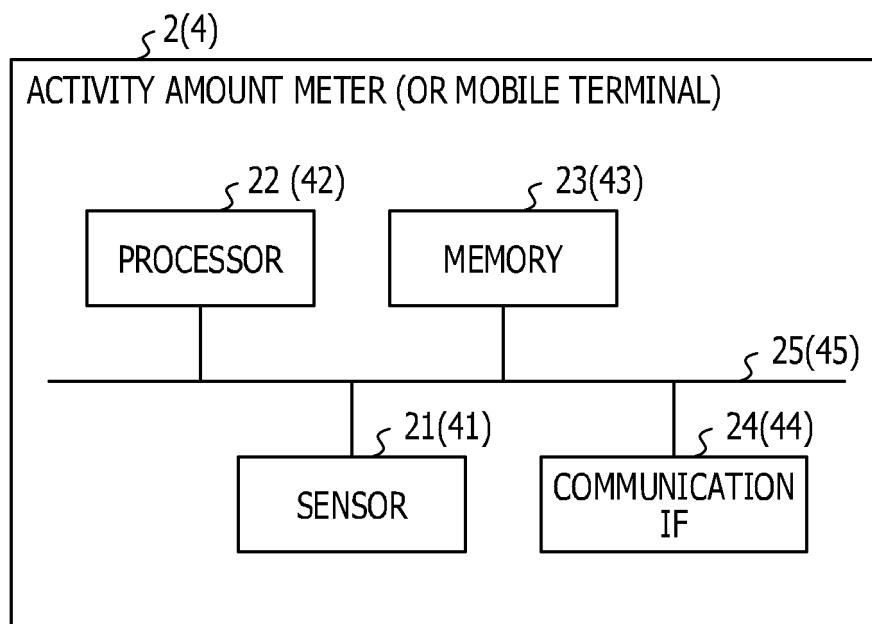 2(4)
ACTIVITY AMOUNT METER (OR MOBILE TERMINAL)
22 (42)
23(43)
PROCESSOR
MEMORY
25(45)
21(41)
24(44)
SENSOR
COMMUNICATION
IF